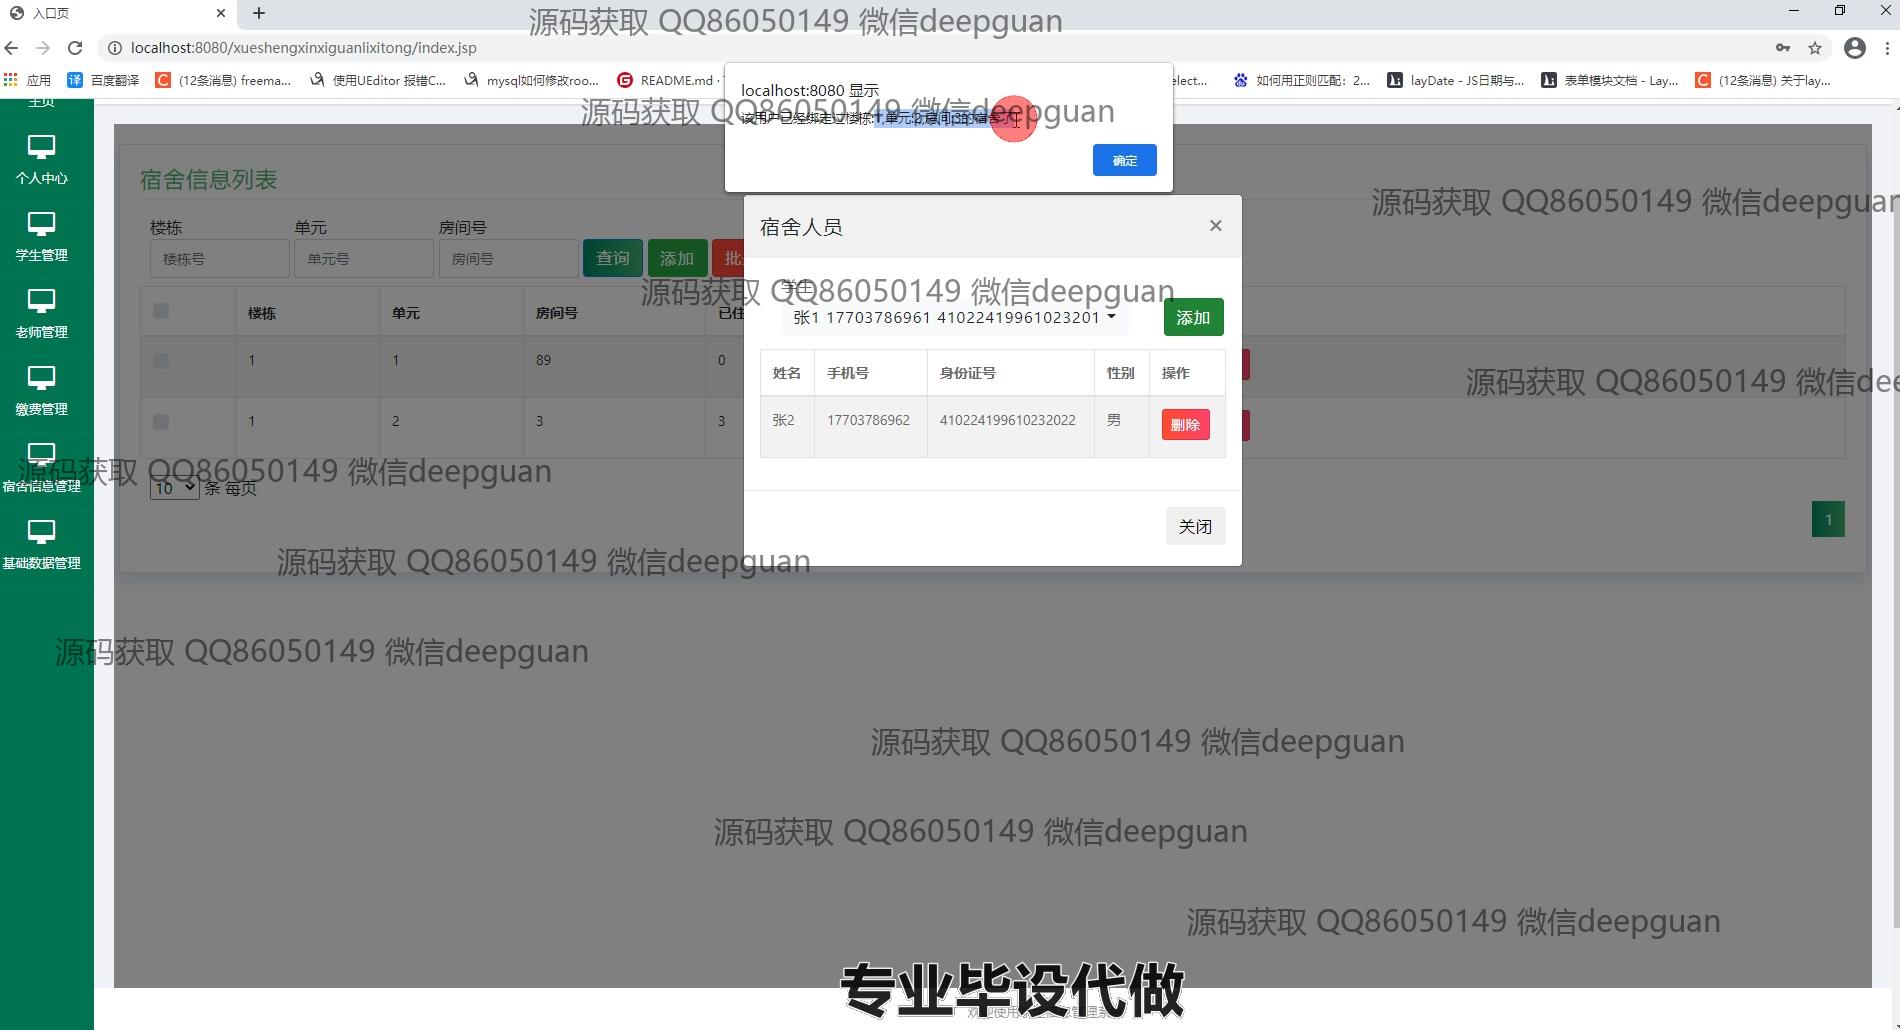 入口页
源码获取 QQ86050149 微信deepguan
localhost:8080/xueshengxinxiguanlixitong/index.jsp
应用
百度翻译
(12条消息) freema...
使用UEditor 报错C...
mysql如何修改roo...
README.md
elect...
如何用正则匹配：2...
layDate - JS日期与...
表单模块文档 - Lay...
(12条消息) 关于lay...
localhost:8080 显示
源码获取 QQ86050149 微信deepguan
该用户已经绑定过楼栋:1,单元:2,房间:3的宿舍了
确定
主页
个人中心
学生管理
老师管理
缴费管理
宿舍信息管理
基础数据管理
宿舍信息列表
源码获取 QQ86050149 微信deepguan
楼栋 单元 房间号
楼栋号 单元号 房间号 查询 添加 批
楼栋 单元 房间号 已住
1 1 89 0
1 2 3 3
10 条 每页
1
宿舍人员 ×
学生
源码获取 QQ86050149 微信deepguan
张1 17703786961 41022419961023201 添加
姓名 手机号 身份证号 性别 操作
张2 17703786962 410224199610232022 男 删除
关闭
源码获取 QQ86050149 微信dee
源码获取 QQ86050149 微信deepguan
源码获取 QQ86050149 微信deepguan
源码获取 QQ86050149 微信deepguan
源码获取 QQ86050149 微信deepguan
源码获取 QQ86050149 微信deepguan
源码获取 QQ86050149 微信deepguan
专业毕设代做